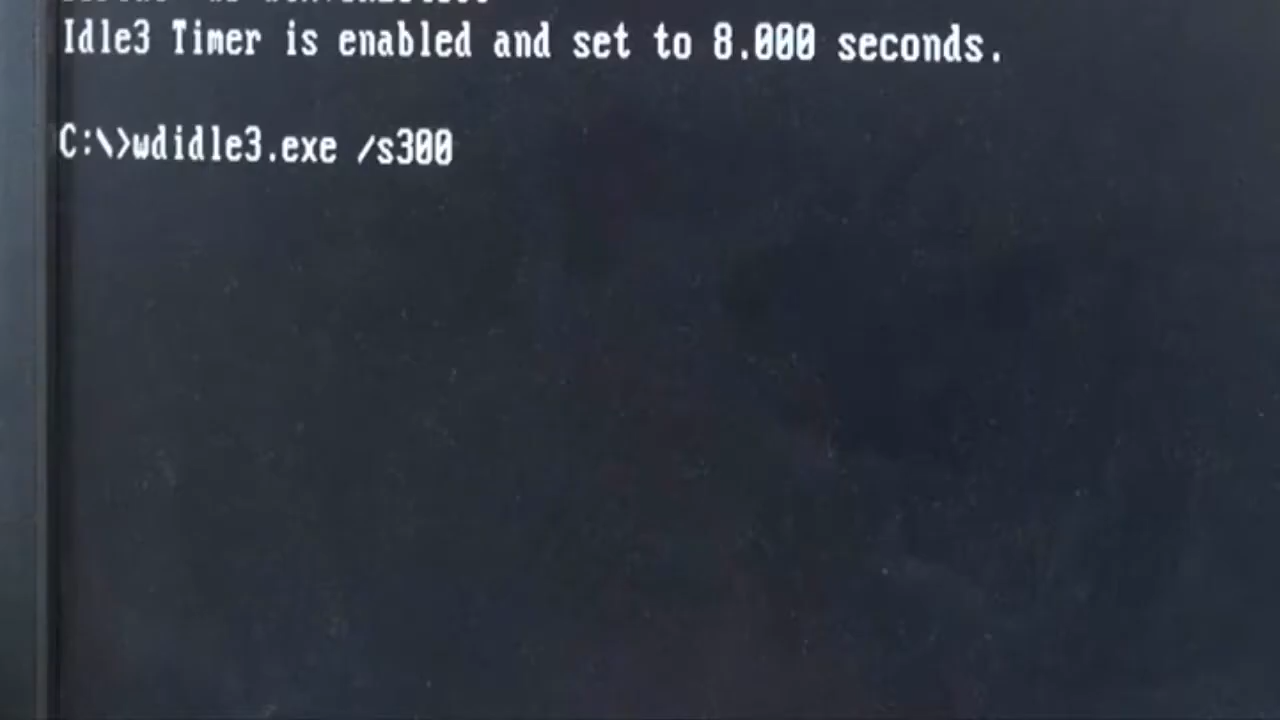 Idle3 Timer is enabled and set to 8.000 seconds.
C:\>wdidle3.exe /s300